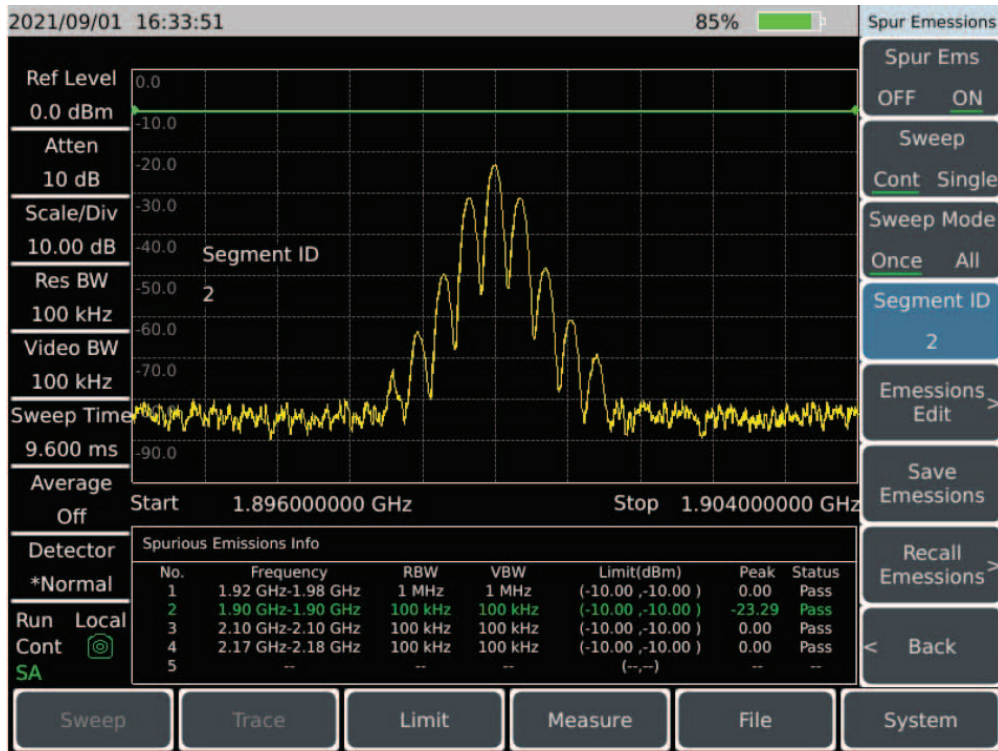 2021/09/01 16:33:51 85%
Spur Emessions
Ref Level
0.0 dBm
Atten
10 dB
Scale/Div
10.00 dB
Res BW
100 kHz
Video BW
100 kHz
Sweep Time
9.600 ms
Average
Off
Detector
*Normal
Run Local
Cont
SA
0.0
-10.0
-20.0
-30.0
-40.0
-50.0
-60.0
-70.0
-90.0
Segment ID
2
Start 1.896000000 GHz Stop 1.904000000 GHz
Spurious Emissions Info
No. Frequency RBW VBW Limit(dBm) Peak Status
1 1.92 GHz-1.98 GHz 1 MHz 1 MHz (-10.00 ,-10.00 ) 0.00 Pass
2 1.90 GHz-1.90 GHz 100 kHz 100 kHz (-10.00 ,-10.00 ) -23.29 Pass
3 2.10 GHz-2.10 GHz 100 kHz 100 kHz (-10.00 ,-10.00 ) 0.00 Pass
4 2.17 GHz-2.18 GHz 100 kHz 100 kHz (-10.00 ,-10.00 ) 0.00 Pass
5 -- -- -- (--,--) -- --
Spur Ems
OFF ON
Sweep
Cont Single
Sweep Mode
Once All
Segment ID
2
Emessions >
Edit
Save
Emessions
Recall
Emessions >
< Back
Sweep Trace Limit Measure File System